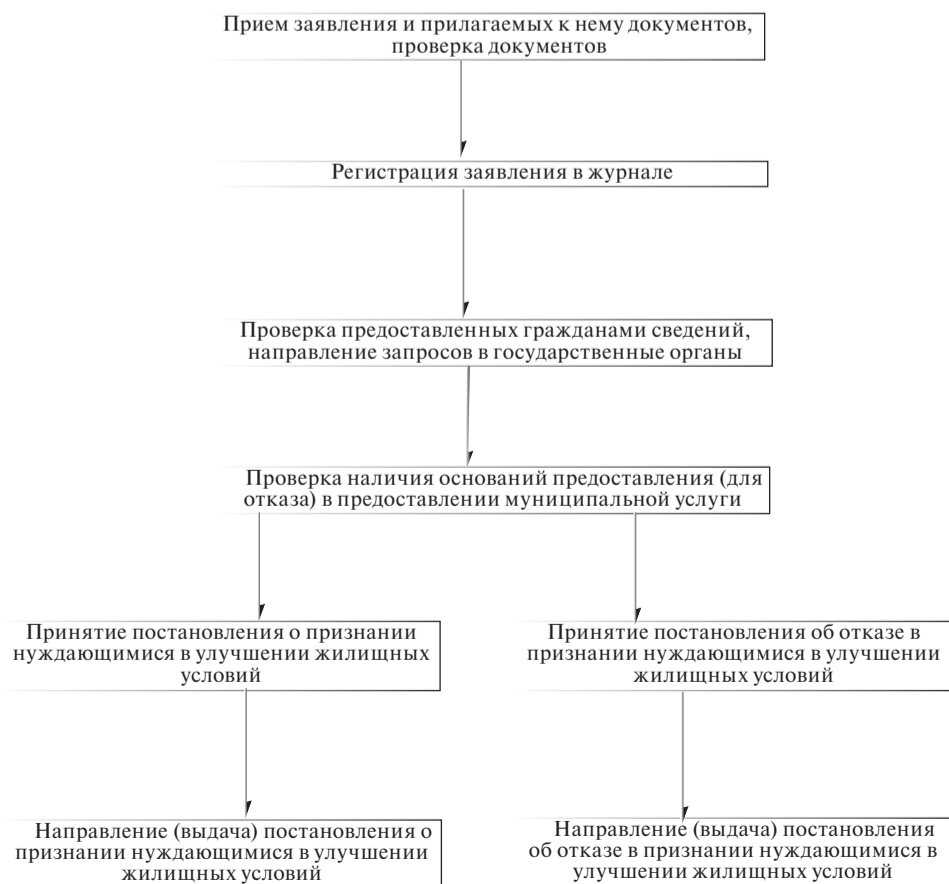 Прием заявления и прилагаемых к нему документов,
проверка документов
Регистрация заявления в журнале
Проверка предоставленных гражданами сведений,
направление запросов в государственные органы
Проверка наличия оснований предоставления (для
отказа) в предоставлении муниципальной услуги
Принятие постановления о признании
нуждающимися в улучшении жилищных
условий
Принятие постановления об отказе в
признании нуждающимися в улучшении
жилищных условий
Направление (выдача) постановления о
признании нуждающимися в улучшении
жилищных условий
Направление (выдача) постановления
об отказе в признании нуждающимися в
улучшении жилищных условий